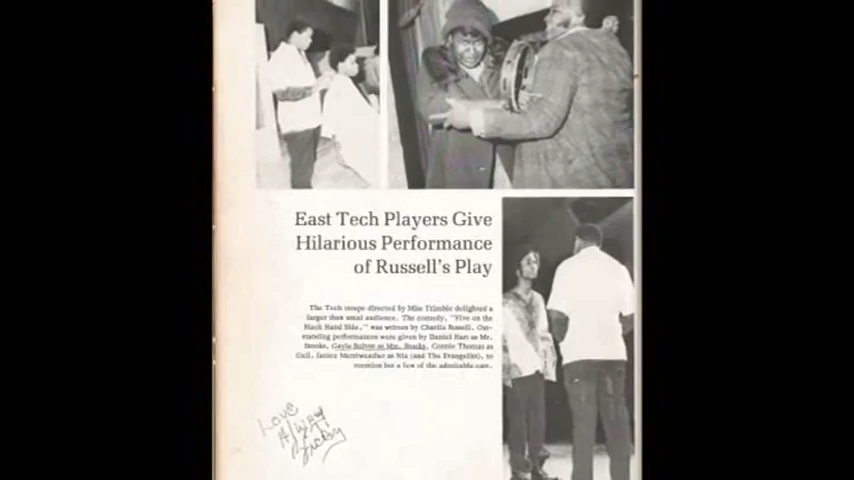 East Tech Players Give
Hilarious Performance
of Russell's Play
The Tech troupe directed by Miss Trimble delighted a
larger than usual audience. The comedy, "Five on the
Black Hand Side," was written by Charlie Russell. Out-
standing performances were given by Daniel Hart as Mr.
Brooks, Gayle Bolton as Mrs. Brooks, Connie Thomas as
Gail, Janice Merriweather as Nia (and The Evangelist), to
mention but a few of the admirable cast.
Love
Always